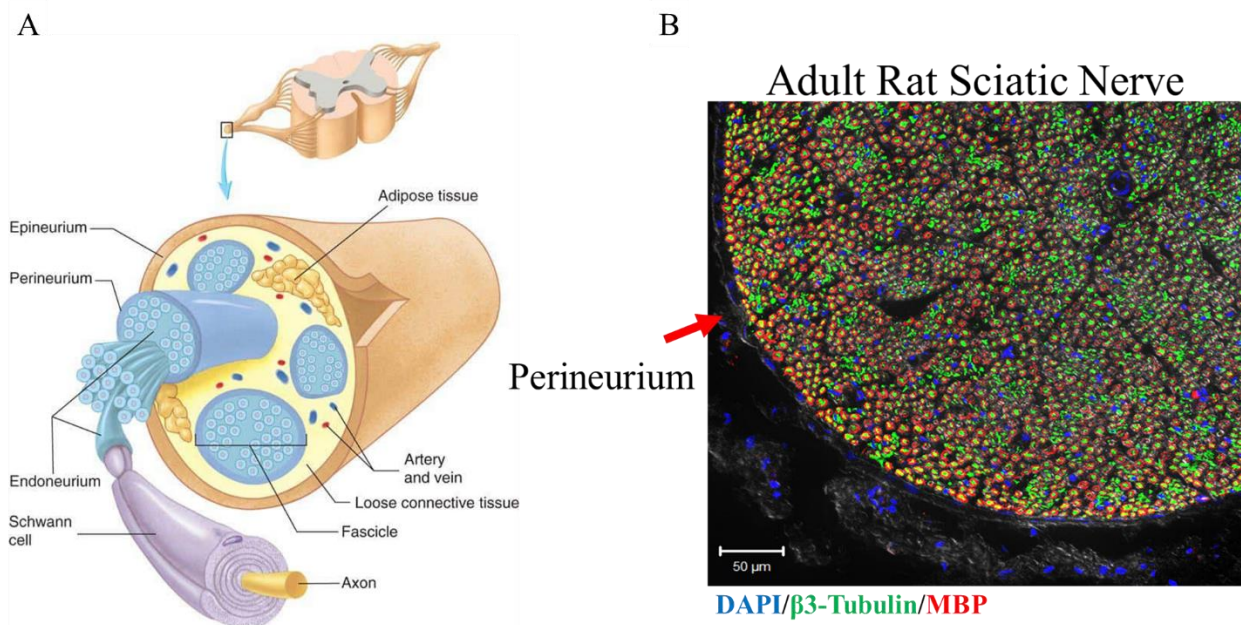 A
Adipose tissue
Epineurium
Perineurium
Endoneurium
Schwann
cell
Artery
and vein
Loose connective tissue
Fascicle
Axon
B
Adult Rat Sciatic Nerve
Perineurium
50 μm
DAPI/β3-Tubulin/MBP